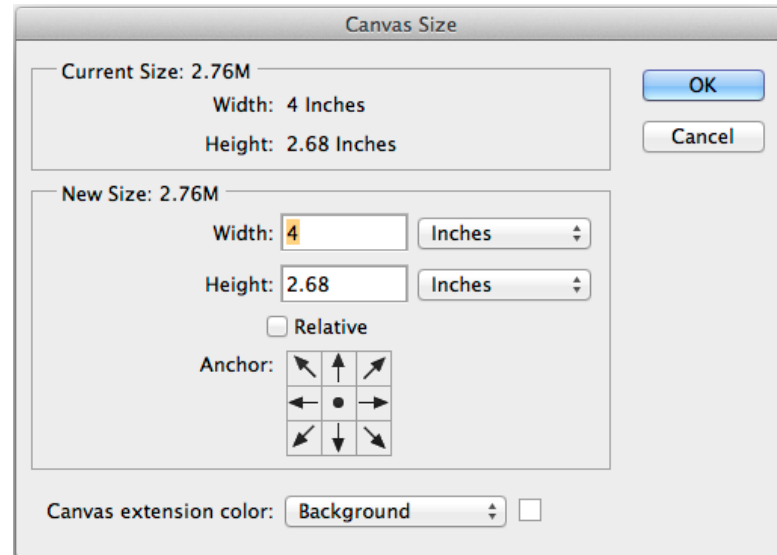 Canvas Size
Current Size: 2.76M
Width: 4 Inches
Height: 2.68 Inches
OK
Cancel
New Size: 2.76M
Width: 4 Inches
Height: 2.68 Inches
Relative
Anchor:
Canvas extension color: Background